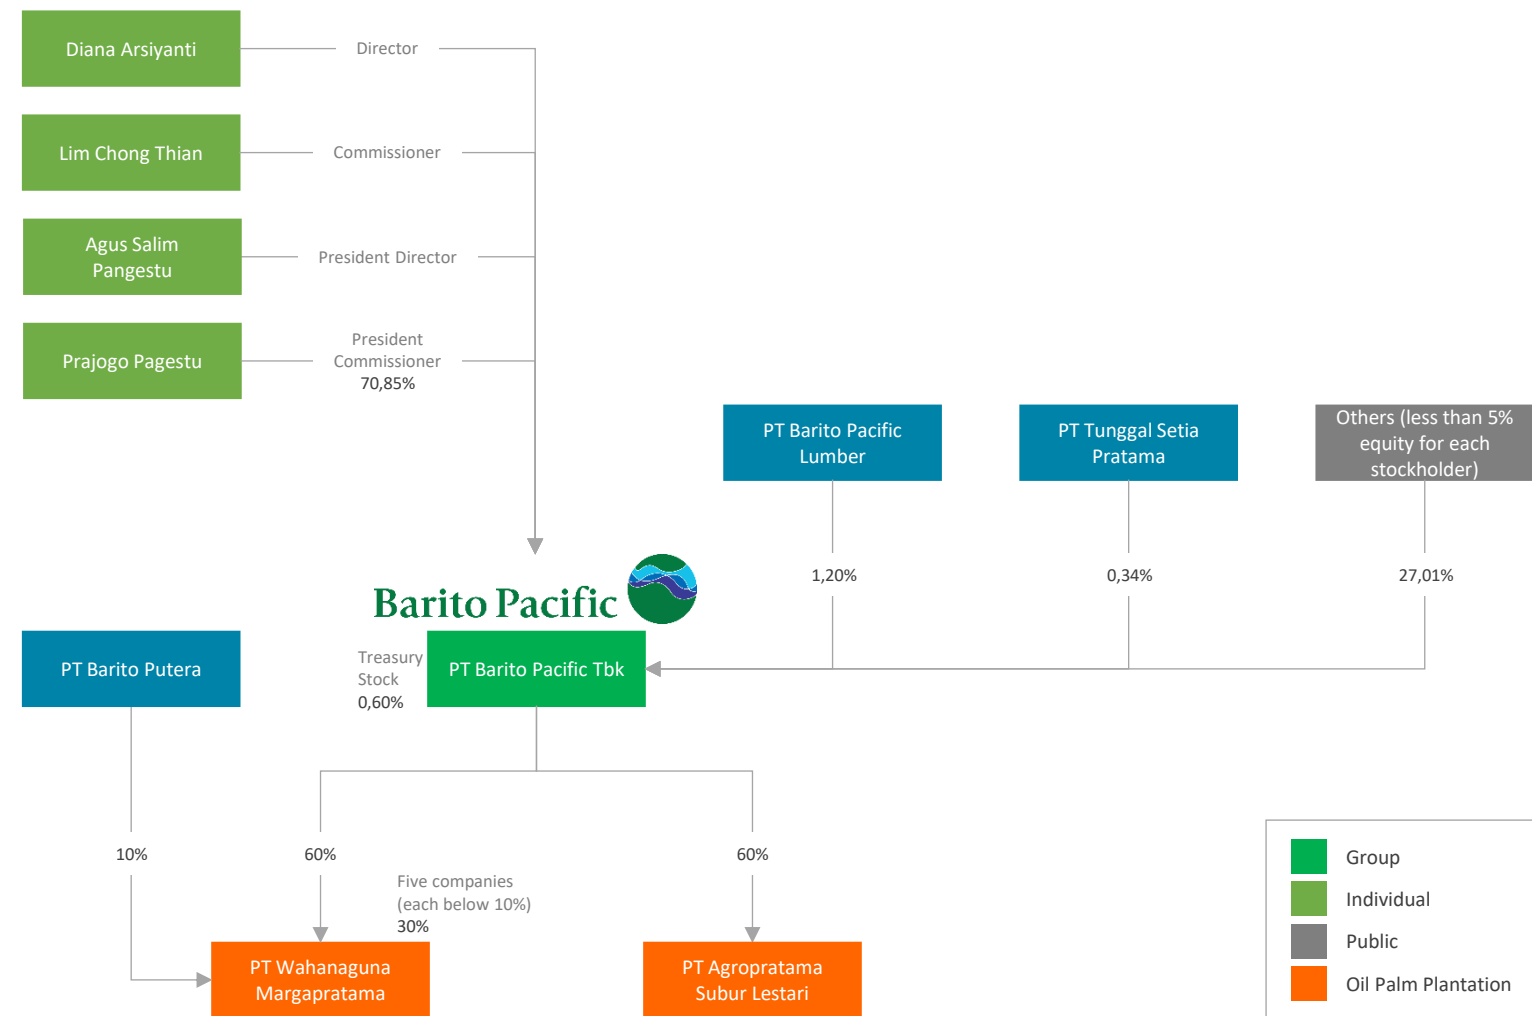 Diana Arsiyanti
Director
Lim Chong Thian
Commissioner
Agus Salim
Pangestu
President Director
Prajogo Pagestu
President
Commissioner
70,85%
PT Barito Pacific
Lumber
PT Tunggal Setia
Pratama
Others (less than 5%
equity for each
stockholder)
1,20%
0,34%
27,01%
Barito Pacific
PT Barito Putera
Treasury
Stock
0,60%
PT Barito Pacific Tbk
10%
60%
60%
Five companies
(each below 10%)
30%
PT Wahanaguna
Margapratama
PT Agropratama
Subur Lestari
Group
Individual
Public
Oil Palm Plantation